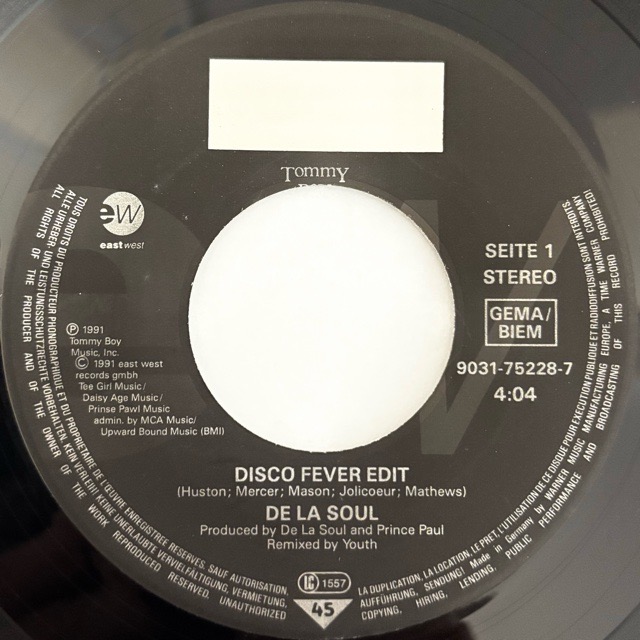 Tommy
ew
eastwest
SEITE 1
STEREO
GEMA/
BIEM
9031-75228-7
4:04
Ⓟ 1991
Tommy Boy
Music, Inc.
© 1991 east west
records gmbh
Tee Girl Music/
Daisy Age Music/
Prinse Pawl Music
admin. by MCA Music/
Upward Bound Music (BMI)
DISCO FEVER EDIT
(Huston; Mercer; Mason; Jolicoeur; Mathews)
DE LA SOUL
Produced by De La Soul and Prince Paul
Remixed by Youth
LC 1557
45
TOUS DROITS DU PRODUCTEUR PHONOGRAPHIQUE ET DU PROPRIETAIRE DE L'ŒUVRE ENREGISTREE RESERVES. SAUF AUTORISATION,
LA DUPLICATION, LA LOCATION, LE PRET, L'UTILISATION DE CE DISQUE POUR EXECUTION PUBLIQUE ET RADIODIFFUSION SONT INTERDITS.
ALLE URHEBER- UND LEISTUNGSSCHUTZRECHTE VORBEHALTEN. KEIN VERLEIH! KEINE UNERLAUBTE VERVIELFÄLTIGUNG, VERMIETUNG,
AUFFÜHRUNG, SENDUNG! Made in Germany by WARNER MUSIC MANUFACTURING EUROPE, A TIME WARNER COMPANY
ALL RIGHTS OF THE PRODUCER AND OF THE OWNER OF THE WORK REPRODUCED RESERVED. UNAUTHORIZED
COPYING, HIRING, LENDING, PUBLIC PERFORMANCE AND BROADCASTING OF THIS RECORD PROHIBITED!